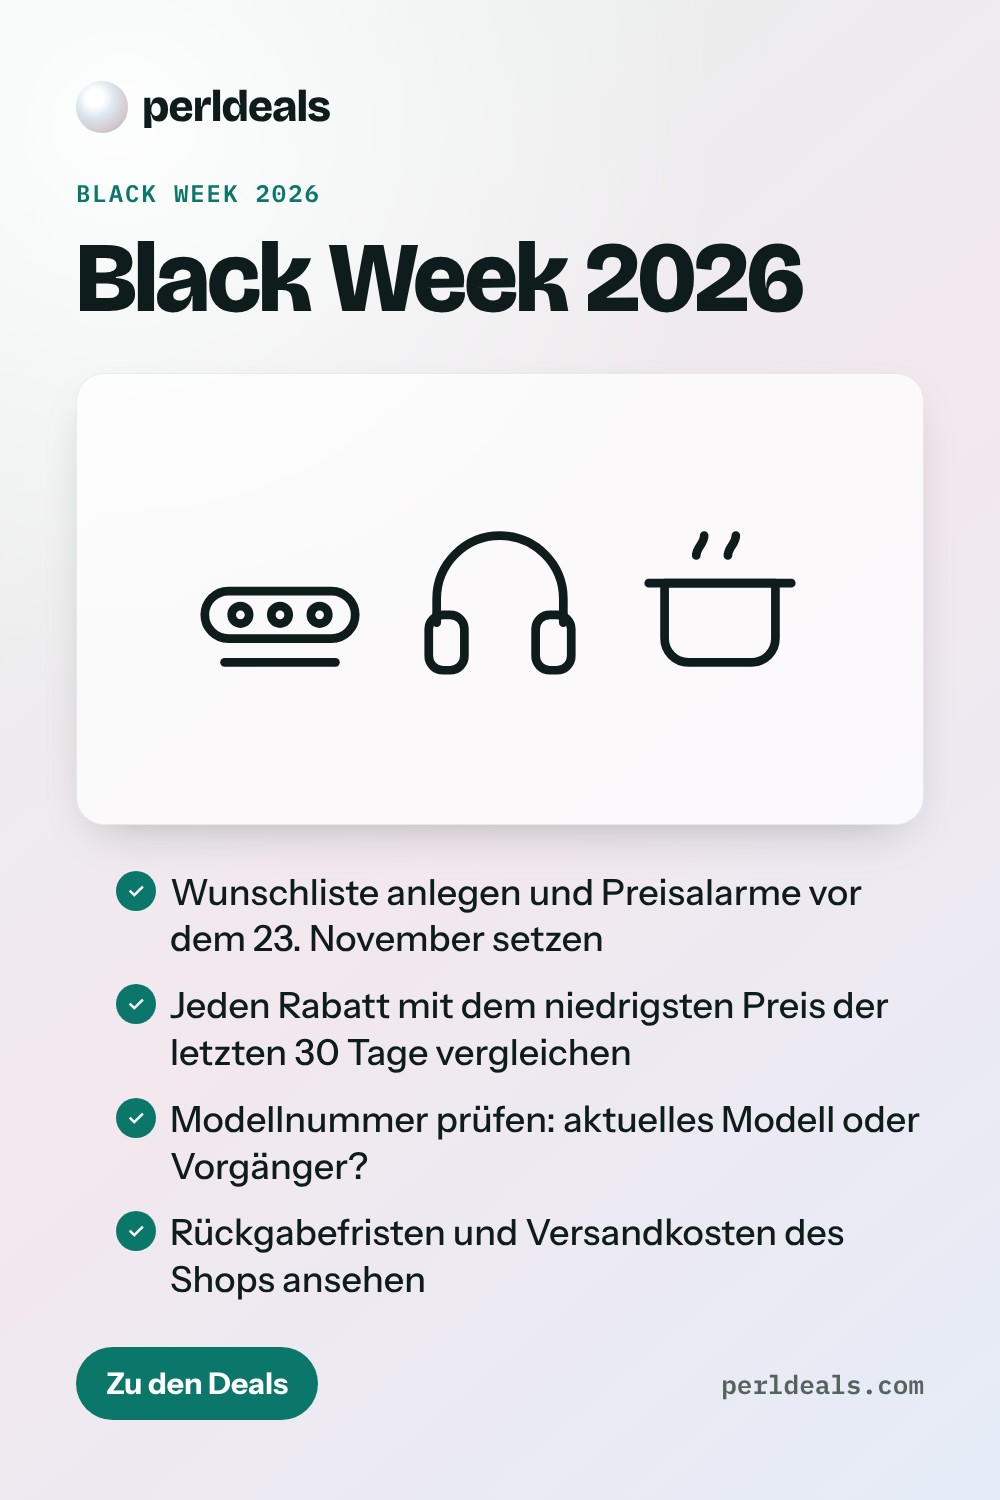 perldeals
BLACK WEEK 2026
Black Week 2026
Wunschliste anlegen und Preisalarme vor
dem 23. November setzen
Jeden Rabatt mit dem niedrigsten Preis der
letzten 30 Tage vergleichen
Modellnummer prüfen: aktuelles Modell oder
Vorgänger?
Rückgabefristen und Versandkosten des
Shops ansehen
Zu den Deals
perldeals.com